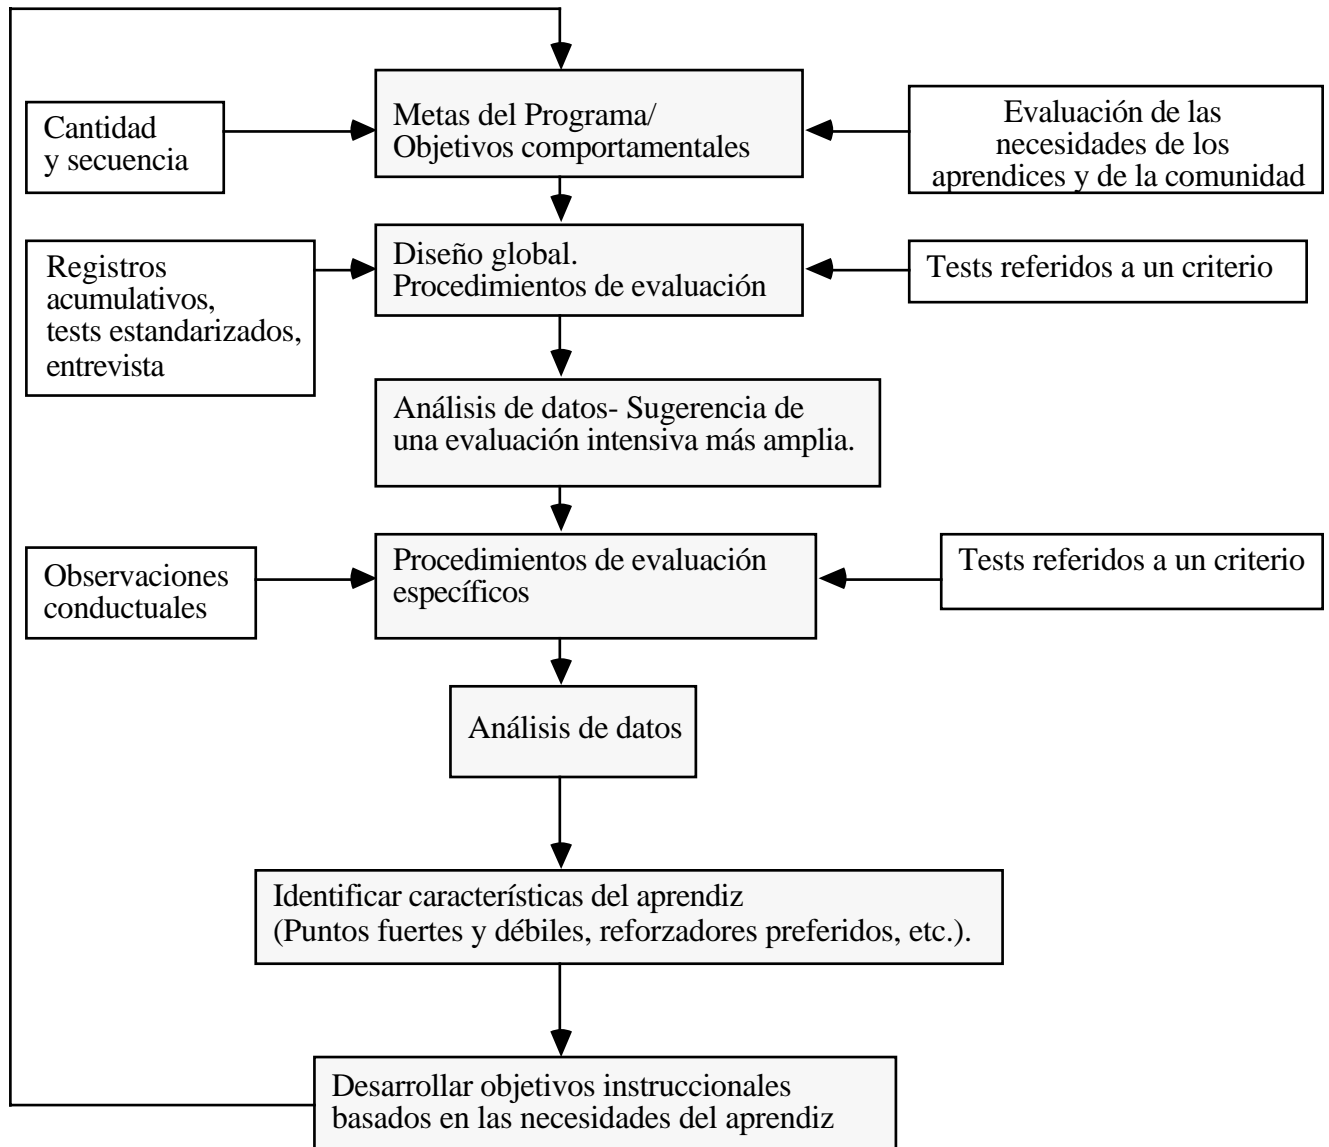 Metas del Programa/
Objetivos comportamentales
Cantidad
y secuencia
Evaluación de las
necesidades de los
aprendices y de la comunidad
Diseño global.
Procedimientos de evaluación
Registros
acumulativos,
tests estandarizados,
entrevista
Tests referidos a un criterio
Análisis de datos- Sugerencia de
una evaluación intensiva más amplia.
Procedimientos de evaluación
específicos
Observaciones
conductuales
Tests referidos a un criterio
Análisis de datos
Identificar características del aprendiz
(Puntos fuertes y débiles, reforzadores preferidos, etc.).
Desarrollar objetivos instruccionales
basados en las necesidades del aprendiz